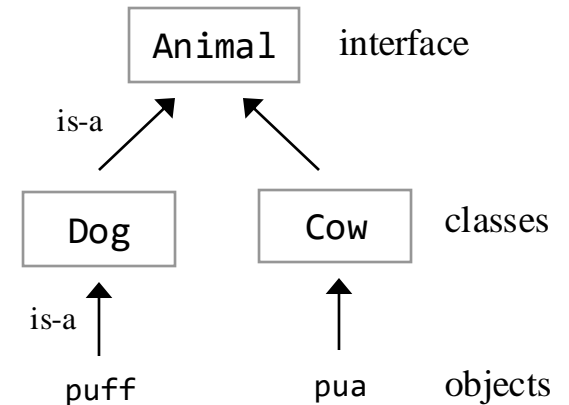 Animal interface
is-a
Dog Cow classes
is-a
puff pua objects